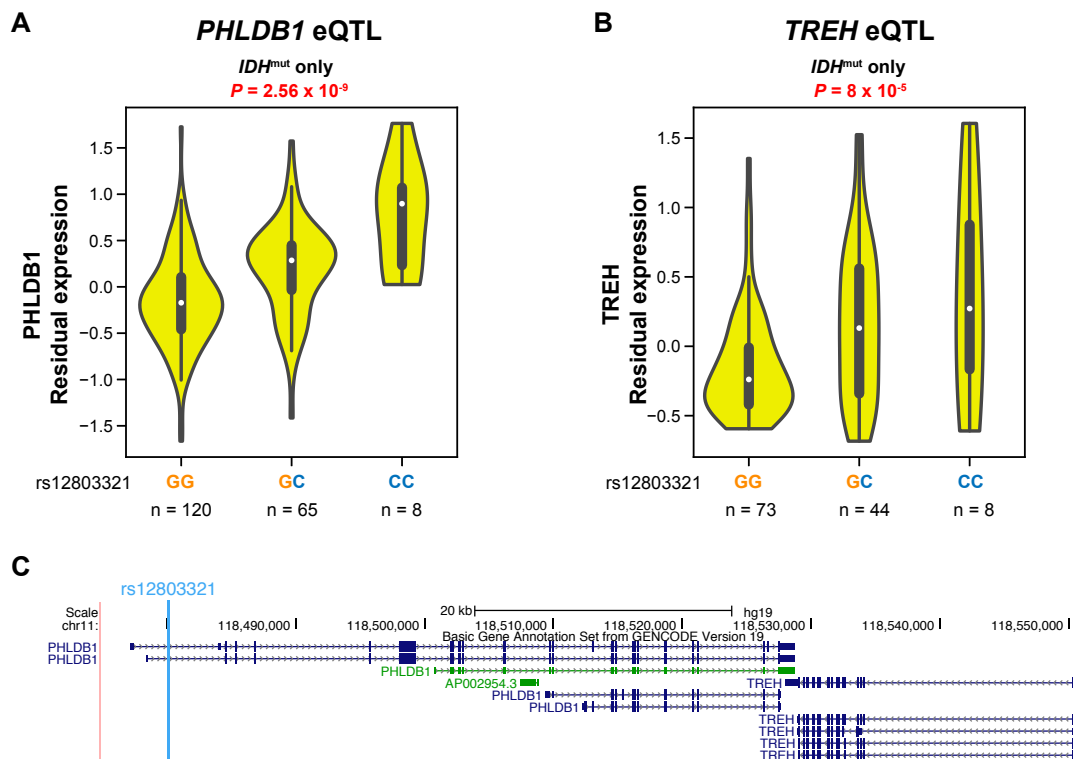 A
PHLDB1 eQTL
IDHmut only
P = 2.56 x 10-9
PHLDB1
Residual expression
1.5
1.0
0.5
0.0
−0.5
−1.0
−1.5
rs12803321 GG GC CC
n = 120 n = 65 n = 8
B
TREH eQTL
IDHmut only
P = 8 x 10-5
TREH
Residual expression
1.5
1.0
0.5
0.0
−0.5
rs12803321 GG GC CC
n = 73 n = 44 n = 8
C
rs12803321
Scale 20 kb hg19
chr11: 118,490,000 118,500,000 118,510,000 118,520,000 118,530,000 118,540,000 118,550,000
Basic Gene Annotation Set from GENCODE Version 19
PHLDB1
PHLDB1
PHLDB1
AP002954.3 TREH
PHLDB1
PHLDB1
TREH
TREH
TREH
TREH